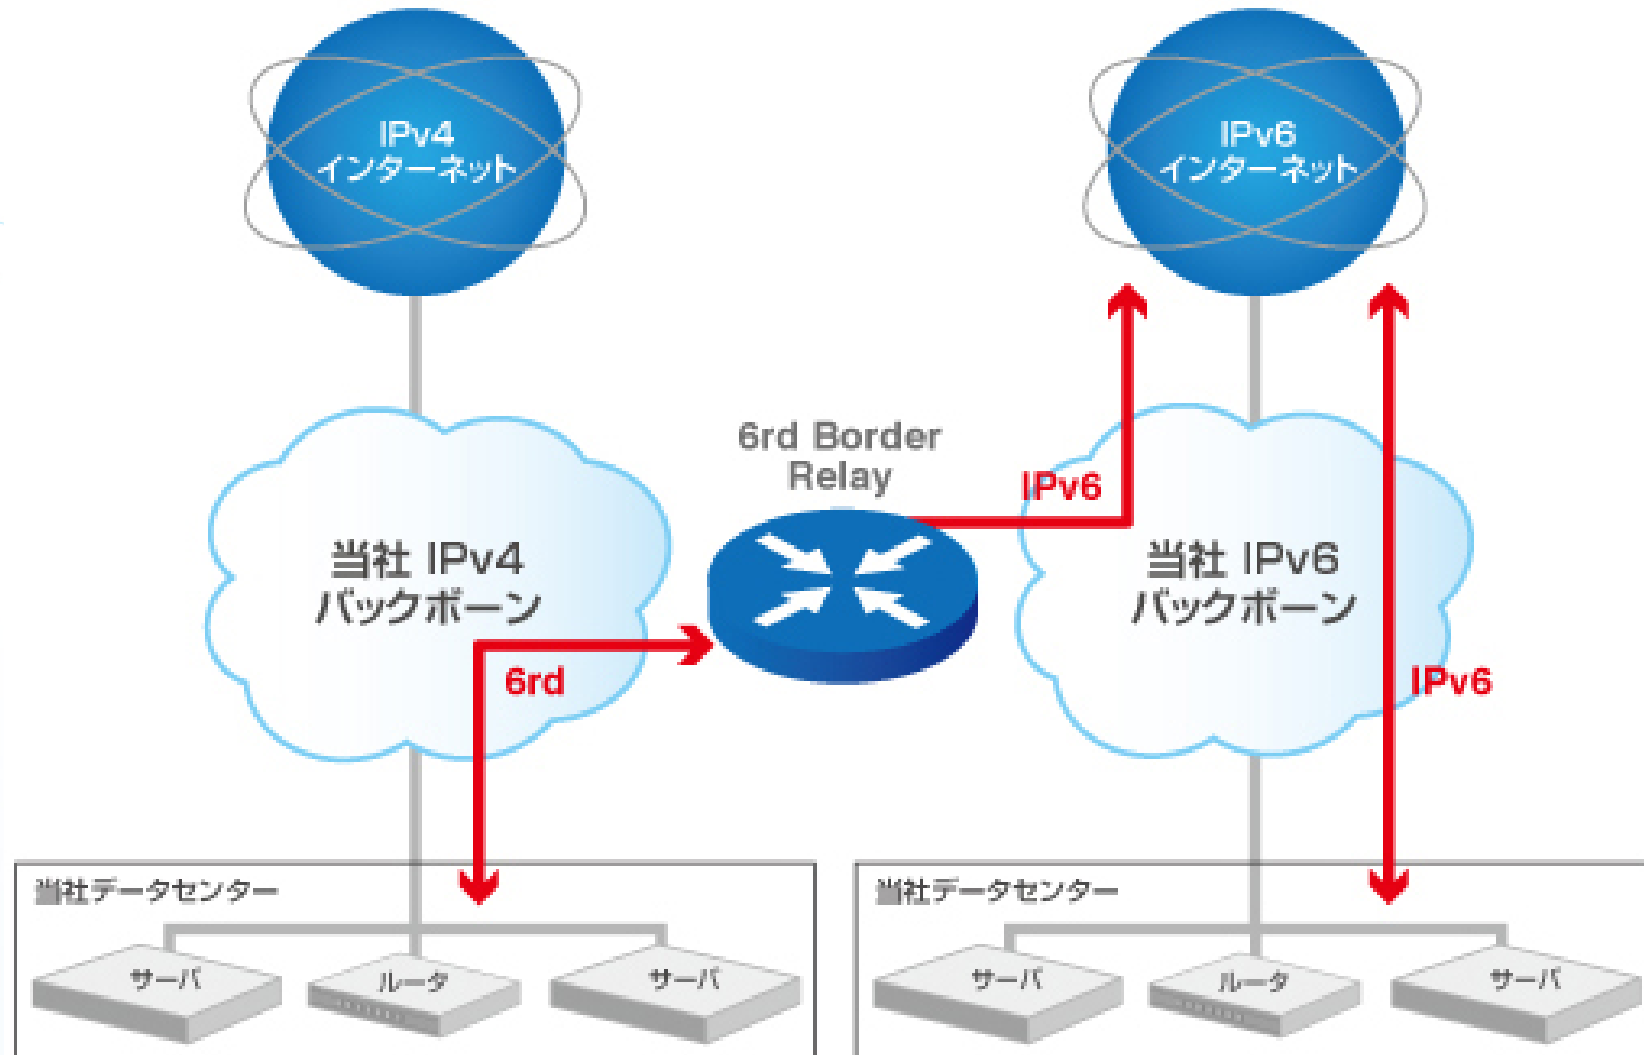 IPv4
インターネット
IPv6
インターネット
6rd Border
Relay
IPv6
当社 IPv4
バックボーン
当社 IPv6
バックボーン
6rd
IPv6
当社データセンター
サーバ
ルータ
サーバ
当社データセンター
サーバ
ルータ
サーバ